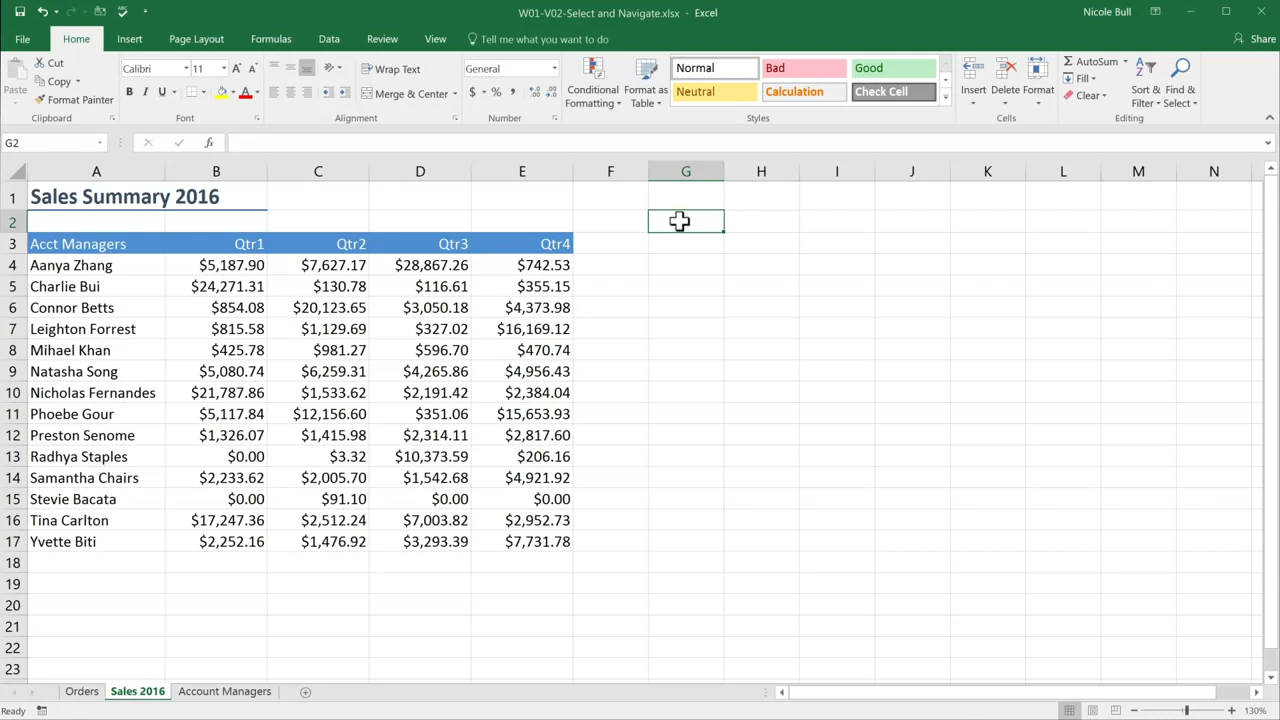 W01-V02-Select and Navigate.xlsx - Excel
Nicole Bull
File Home Insert Page Layout Formulas Data Review View Tell me what you want to do Share
Paste
Cut
Copy
Format Painter
Clipboard
Calibri 11
A A
B I U A
Font
Wrap Text
Merge & Center
Alignment
General
$ % , .0 .00
Number
Conditional Formatting
Format as Table
Normal Bad Good
Neutral Calculation Check Cell
Styles
Insert Delete Format
Cells
AutoSum
Fill
Clear
Sort & Filter
Find & Select
Editing
G2 fx
A B C D E F G H I J K L M N
1 Sales Summary 2016
2
3 Acct Managers Qtr1 Qtr2 Qtr3 Qtr4
4 Aanya Zhang $5,187.90 $7,627.17 $28,867.26 $742.53
5 Charlie Bui $24,271.31 $130.78 $116.61 $355.15
6 Connor Betts $854.08 $20,123.65 $3,050.18 $4,373.98
7 Leighton Forrest $815.58 $1,129.69 $327.02 $16,169.12
8 Mihael Khan $425.78 $981.27 $596.70 $470.74
9 Natasha Song $5,080.74 $6,259.31 $4,265.86 $4,956.43
10 Nicholas Fernandes $21,787.86 $1,533.62 $2,191.42 $2,384.04
11 Phoebe Gour $5,117.84 $12,156.60 $351.06 $15,653.93
12 Preston Senome $1,326.07 $1,415.98 $2,314.11 $2,817.60
13 Radhya Staples $0.00 $3.32 $10,373.59 $206.16
14 Samantha Chairs $2,233.62 $2,005.70 $1,542.68 $4,921.92
15 Stevie Bacata $0.00 $91.10 $0.00 $0.00
16 Tina Carlton $17,247.36 $2,512.24 $7,003.82 $2,952.73
17 Yvette Biti $2,252.16 $1,476.92 $3,293.39 $7,731.78
18
19
20
21
22
23
Orders Sales 2016 Account Managers
Ready 130%